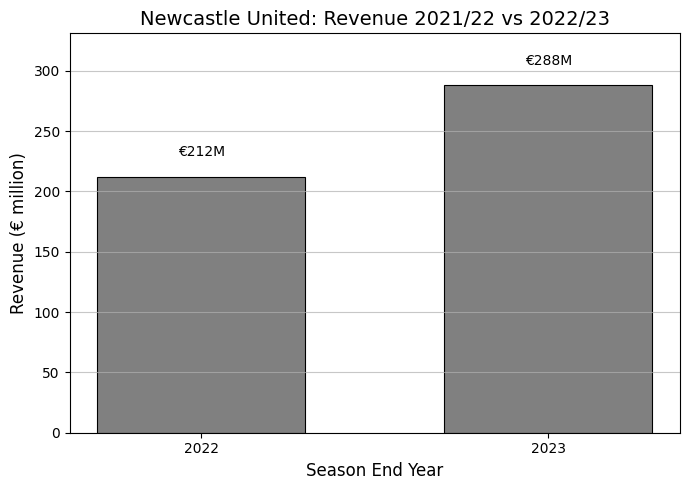 Newcastle United: Revenue 2021/22 vs 2022/23
Revenue (€ million)
300
250
200
150
100
50
0
€212M
€288M
2022
2023
Season End Year